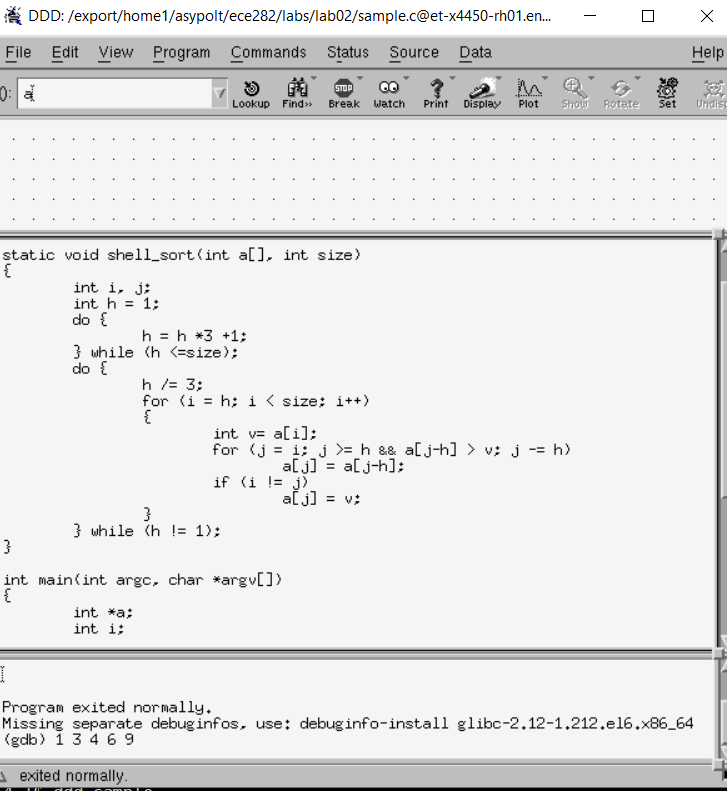 DDD: /export/home1/asypolt/ece282/labs/lab02/sample.c@et-x4450-rh01.en...
File Edit View Program Commands Status Source Data Help
(): a
Lookup Find» Break Watch Print Display Plot Show Rotate Set Undisp
static void shell_sort(int a[], int size)
{
int i, j;
int h = 1;
do {
h = h *3 +1;
} while (h <=size);
do {
h /= 3;
for (i = h; i < size; i++)
{
int v= a[i];
for (j = i; j >= h && a[j-h] > v; j -= h)
a[j] = a[j-h];
if (i != j)
a[j] = v;
}
} while (h != 1);
}
int main(int argc, char *argv[])
{
int *a;
int i;
Program exited normally.
Missing separate debuginfos, use: debuginfo-install glibc-2.12-1.212.el6.x86_64
(gdb) 1 3 4 6 9
exited normally.